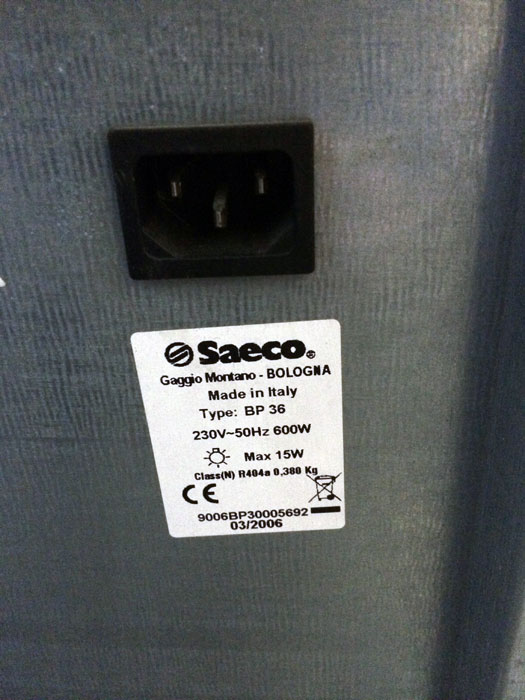 Saeco®
Gaggio Montano - BOLOGNA
Made in Italy
Type: BP 36
230V~50Hz 600W
Max 15W
Class(N) R404a 0,380 Kg
CE
9006BP30005692
03/2006